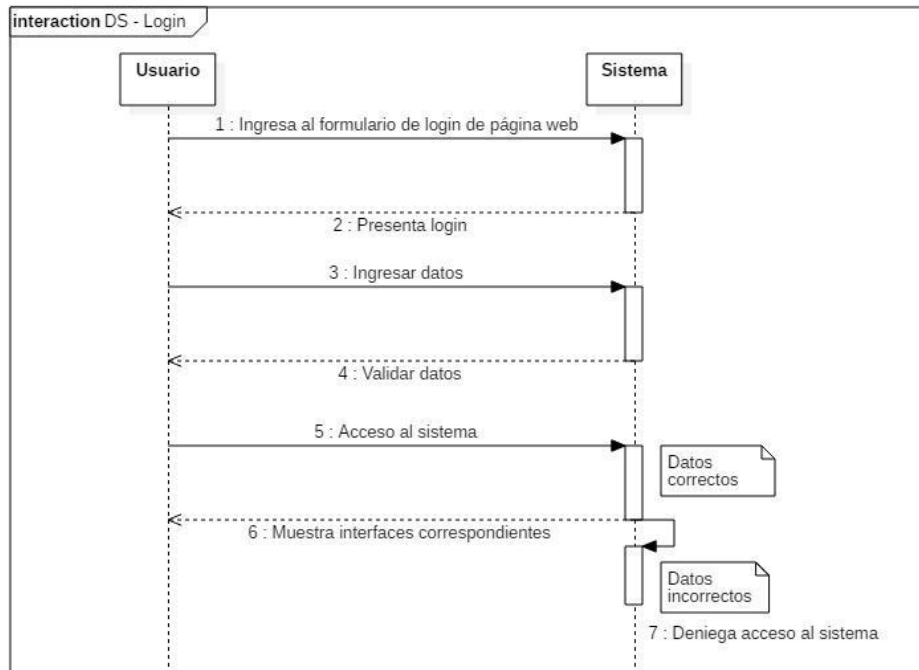 interaction DS - Login
Usuario
Sistema
1 : Ingresa al formulario de login de página web
2 : Presenta login
3 : Ingresar datos
4 : Validar datos
5 : Acceso al sistema
Datos
correctos
6 : Muestra interfaces correspondientes
Datos
incorrectos
7 : Deniega acceso al sistema